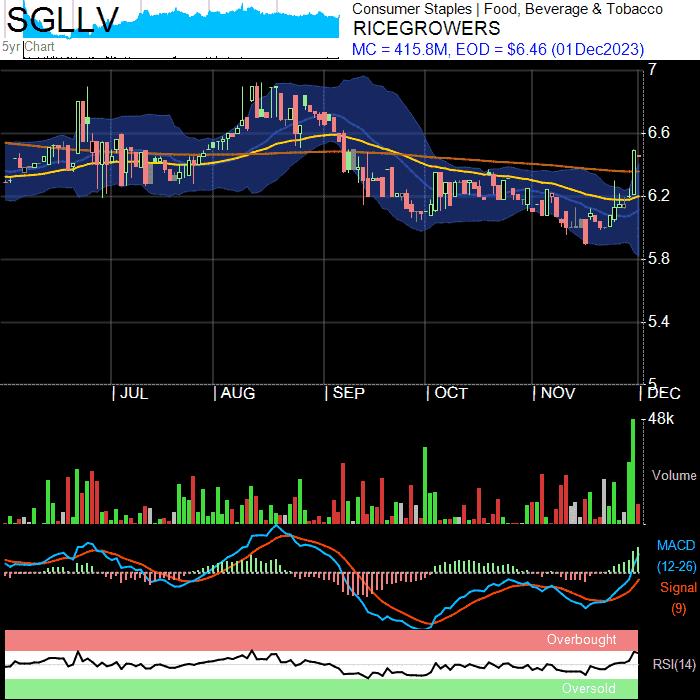 SGLLV
5yr Chart
Consumer Staples | Food, Beverage & Tobacco
RICEGROWERS
MC = 415.8M, EOD = $6.46 (01Dec2023)
7
6.6
6.2
5.8
5.4
5
JUL AUG SEP OCT NOV DEC
48k
Volume
MACD
(12-26)
Signal
(9)
Overbought
RSI(14)
Oversold